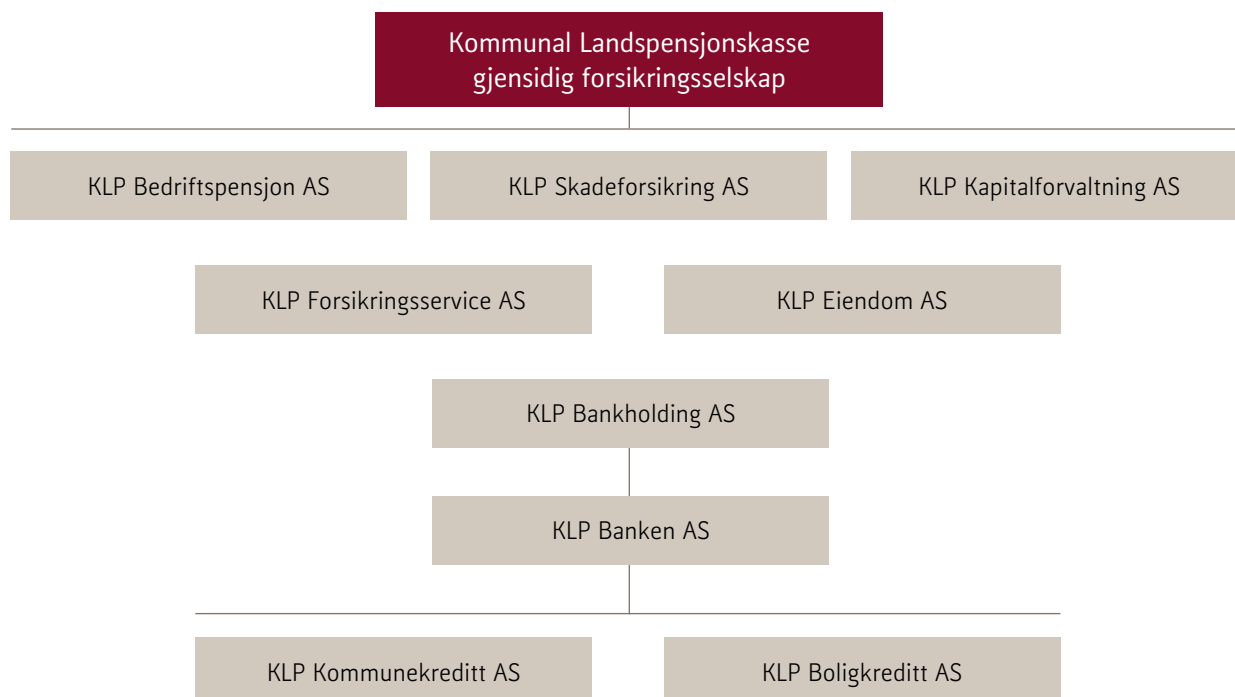 Kommunal Landspensjonskasse
gjensidig forsikringsselskap
KLP Bedriftspensjon AS
KLP Skadeforsikring AS
KLP Kapitalforvaltning AS
KLP Forsikringsservice AS
KLP Eiendom AS
KLP Bankholding AS
KLP Banken AS
KLP Kommunekreditt AS
KLP Boligkreditt AS